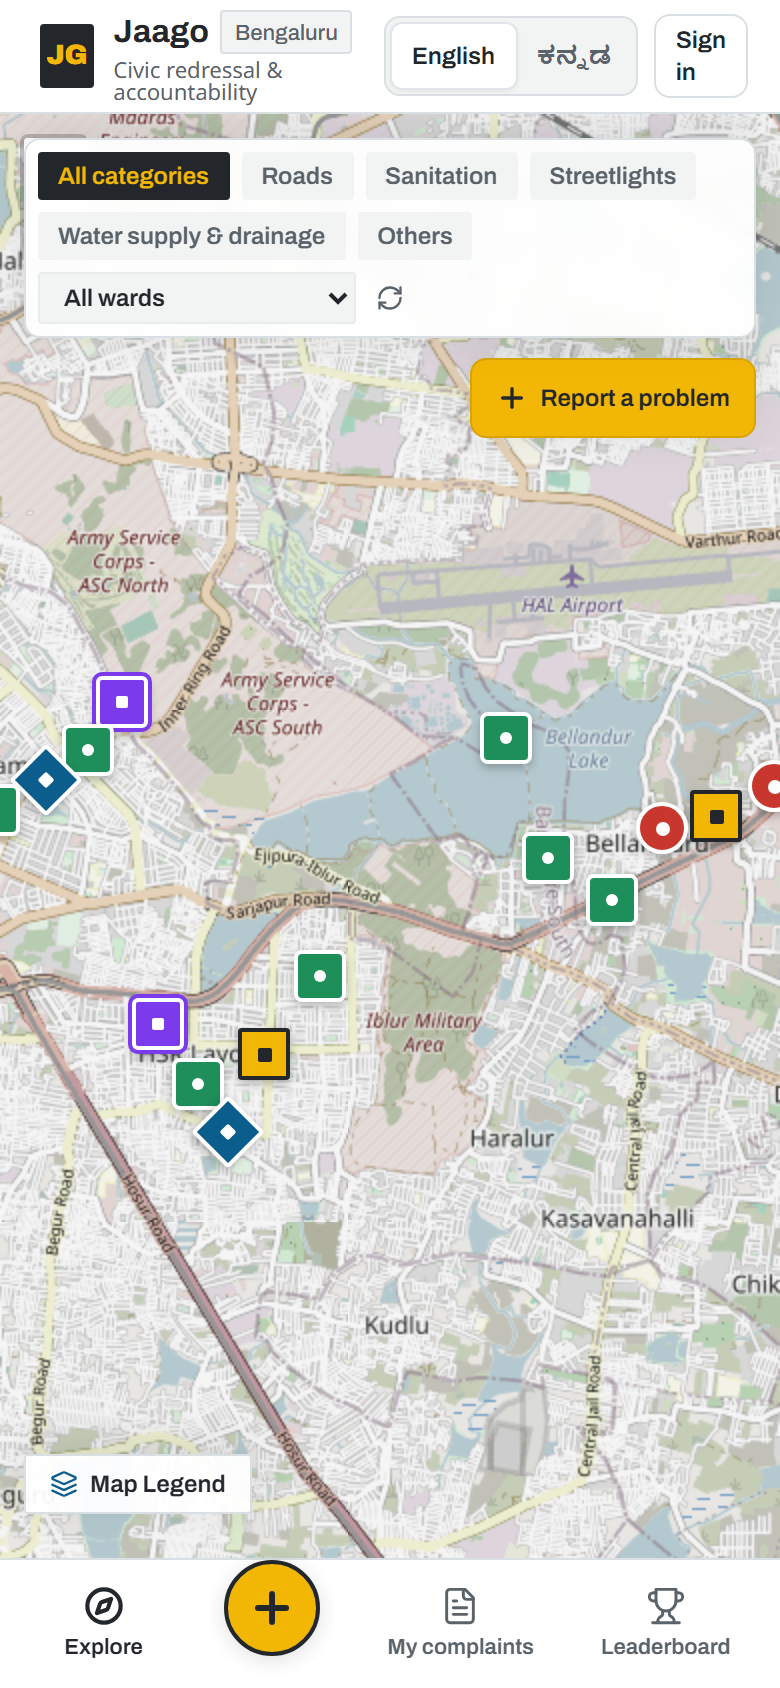 JG
Jaago
Bengaluru
Civic redressal &
accountability
English
ಕನ್ನಡ
Sign
in
Madras
All categories
Roads
Sanitation
Streetlights
Water supply & drainage
Others
All wards
Report a problem
Army Service
Corps -
ASC North
Varthur Road
HAL Airport
Inner Ring Road
Army Service
Corps -
ASC South
Bellandur
Lake
Ejipura-Iblur Road
Sarjapur Road
Iblur Military
Area
Haralur
Central Jail Road
Kasavanahalli
Begur Road
Hosur Road
Chik
Kudlu
Begur Road
Central Jail Road
Hosur Road
Map Legend
Explore
My complaints
Leaderboard